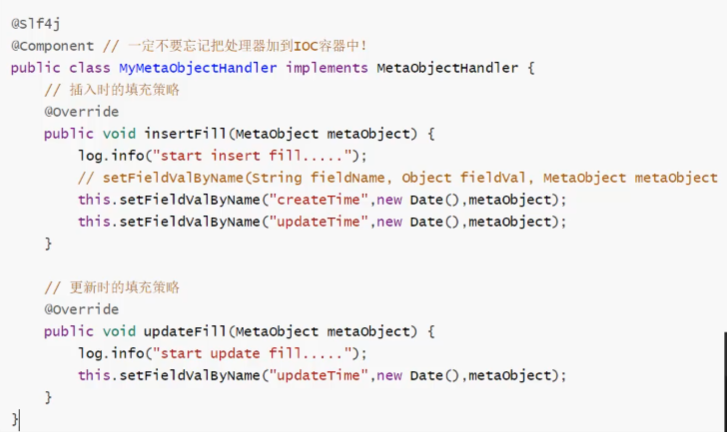 @Slf4j
@Component // 一定不要忘记把处理器加到IOC容器中!
public class MyMetaObjectHandler implements MetaObjectHandler {
    // 插入时的填充策略
    @Override
    public void insertFill(MetaObject metaObject) {
        log.info("start insert fill.....");
        // setFieldValByName(String fieldName, Object fieldVal, MetaObject metaObject
        this.setFieldValByName("createTime",new Date(),metaObject);
        this.setFieldValByName("updateTime",new Date(),metaObject);
    }

    // 更新时的填充策略
    @Override
    public void updateFill(MetaObject metaObject) {
        log.info("start update fill.....");
        this.setFieldValByName("updateTime",new Date(),metaObject);
    }
}